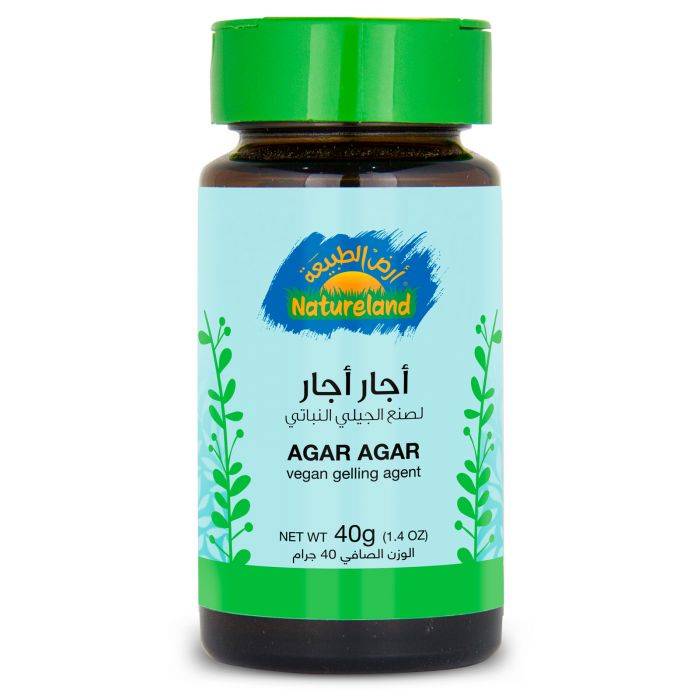 أرض الطبيعة
Natureland
أجار أجار
لصنع الجيلي النباتي
AGAR AGAR
vegan gelling agent
NET WT 40g (1.4 OZ)
الوزن الصافي 40 جرام